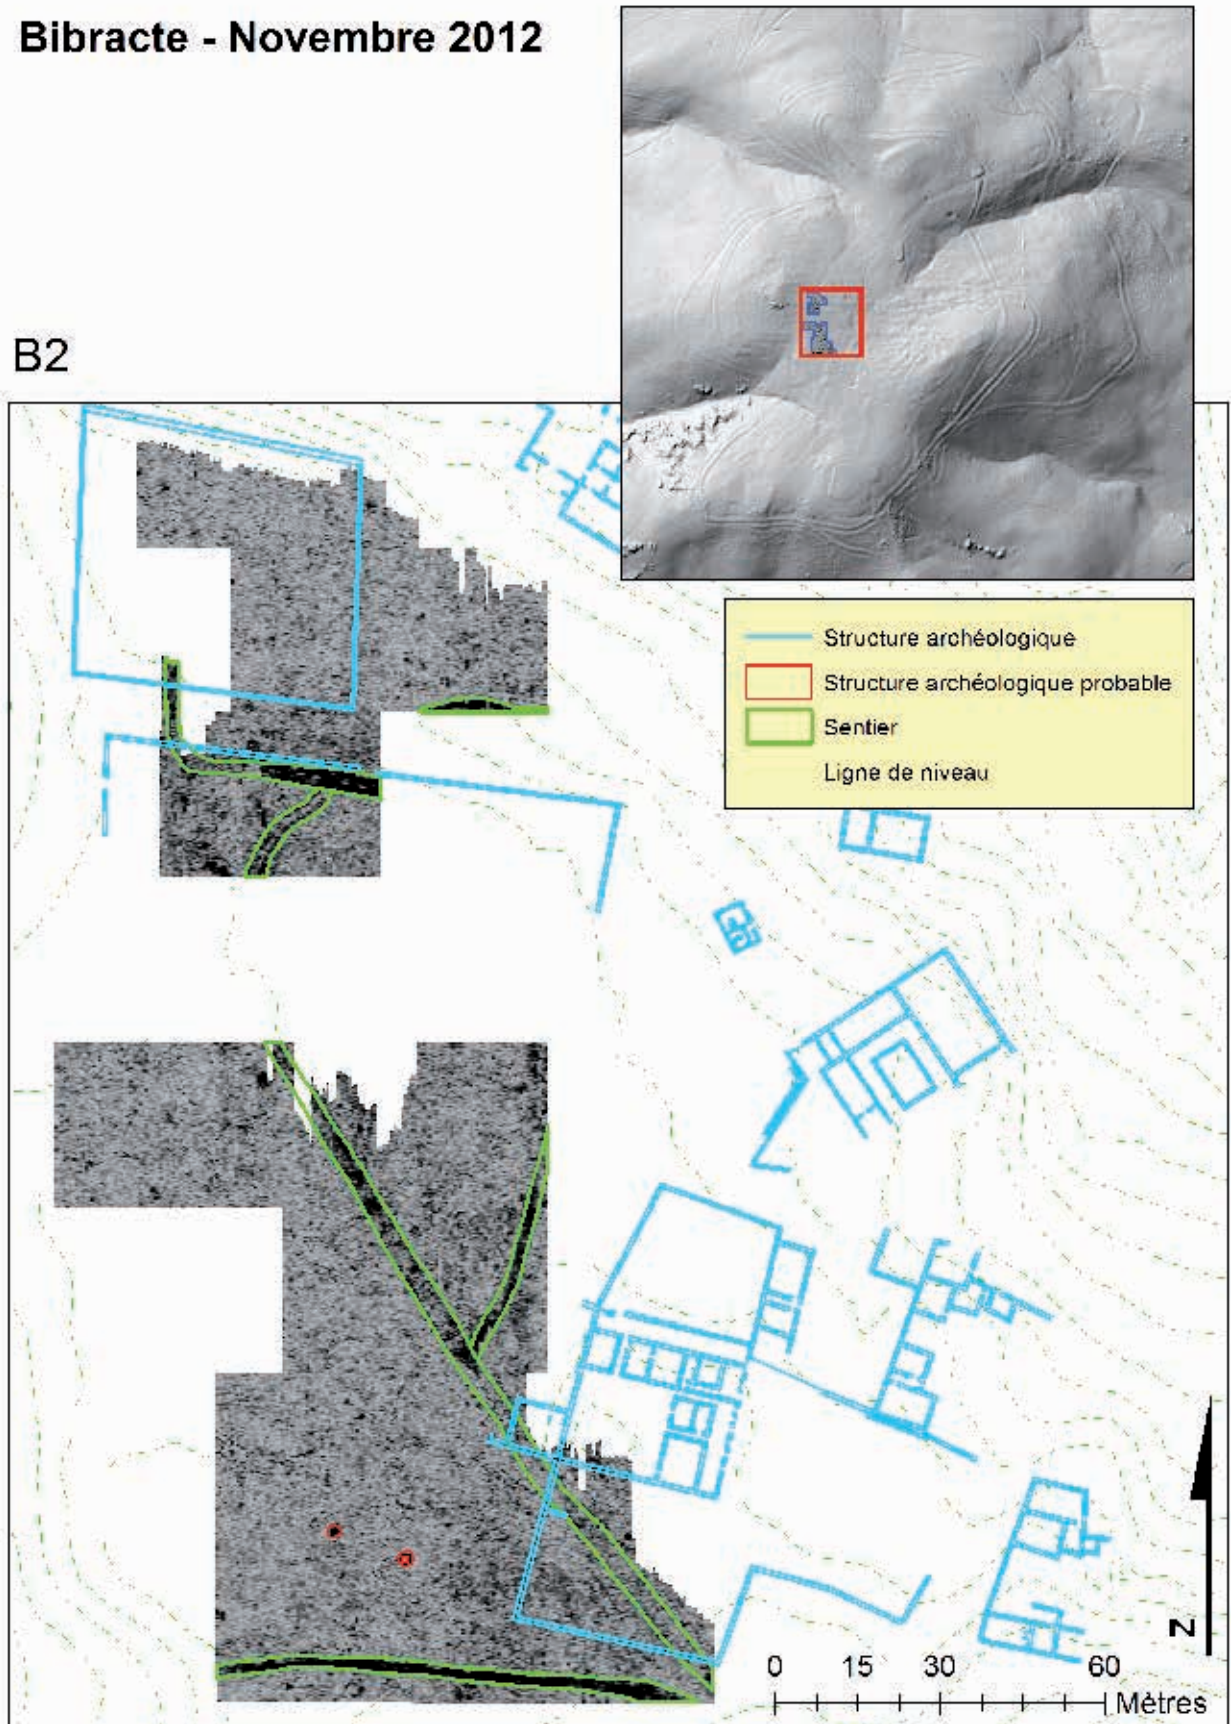 Bibracte - Novembre 2012
B2
Structure archéologique
Structure archéologique probable
Sentier
Ligne de niveau
N
0 15 30 60
Mètres